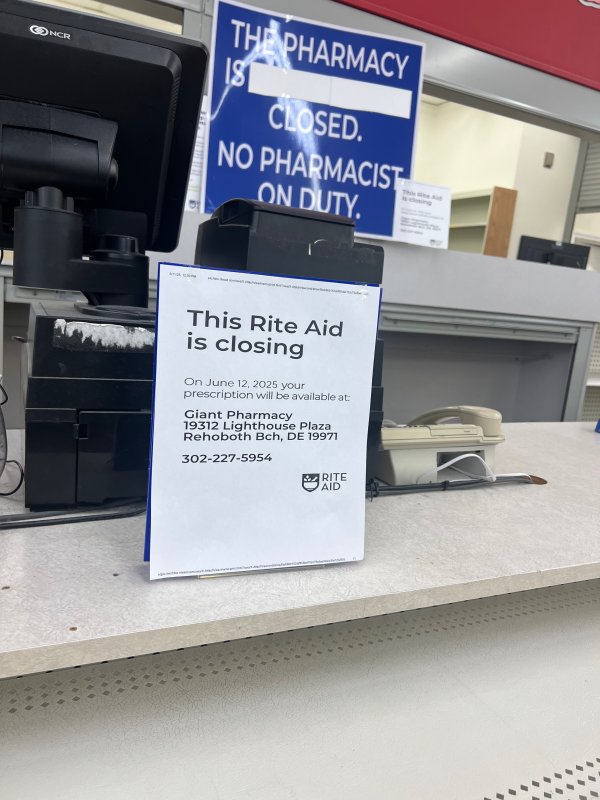 NCR
THE PHARMACY
IS
CLOSED.
NO PHARMACIST
ON DUTY.
This Rite Aid
is closing
This Rite Aid
is closing
On June 12, 2025 your
prescription will be available at:
Giant Pharmacy
19312 Lighthouse Plaza
Rehoboth Bch, DE 19971
302-227-5954
RITE
AID